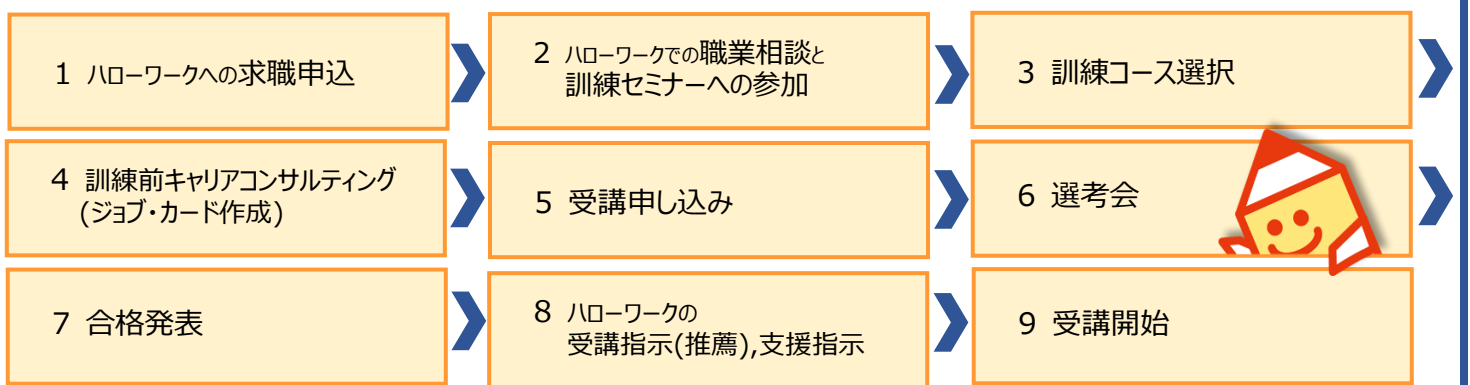 1 ハローワークへの求職申込
2 ハローワークでの職業相談と
訓練セミナーへの参加
3 訓練コース選択
4 訓練前キャリアコンサルティング
(ジョブ・カード作成)
5 受講申し込み
6 選考会
7 合格発表
8 ハローワークの
受講指示(推薦),支援指示
9 受講開始